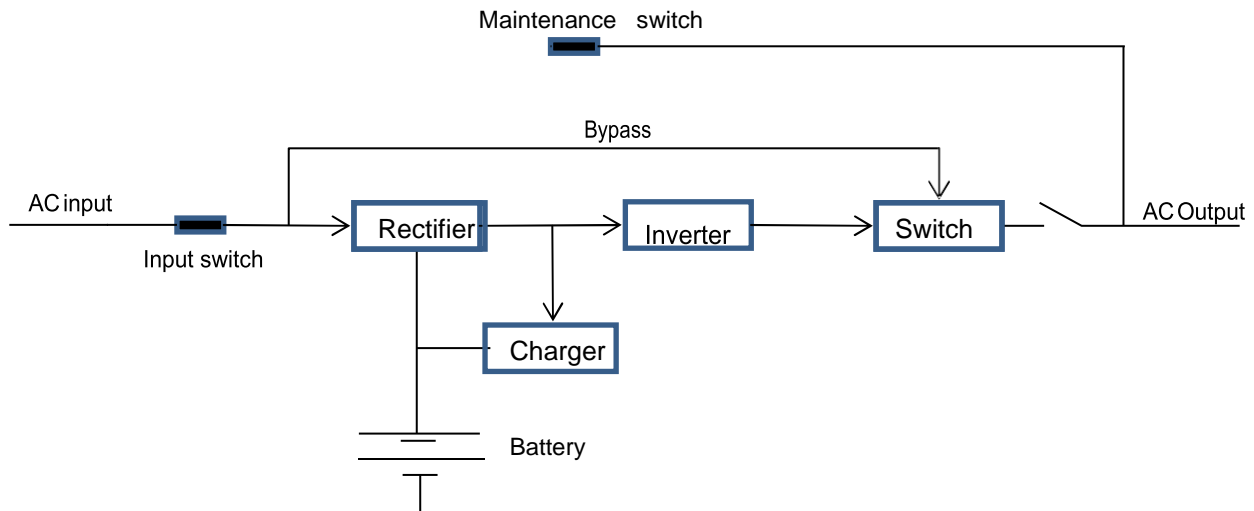 Maintenance switch
Bypass
AC input
Rectifier
Inverter
Switch
AC Output
Input switch
Charger
Battery